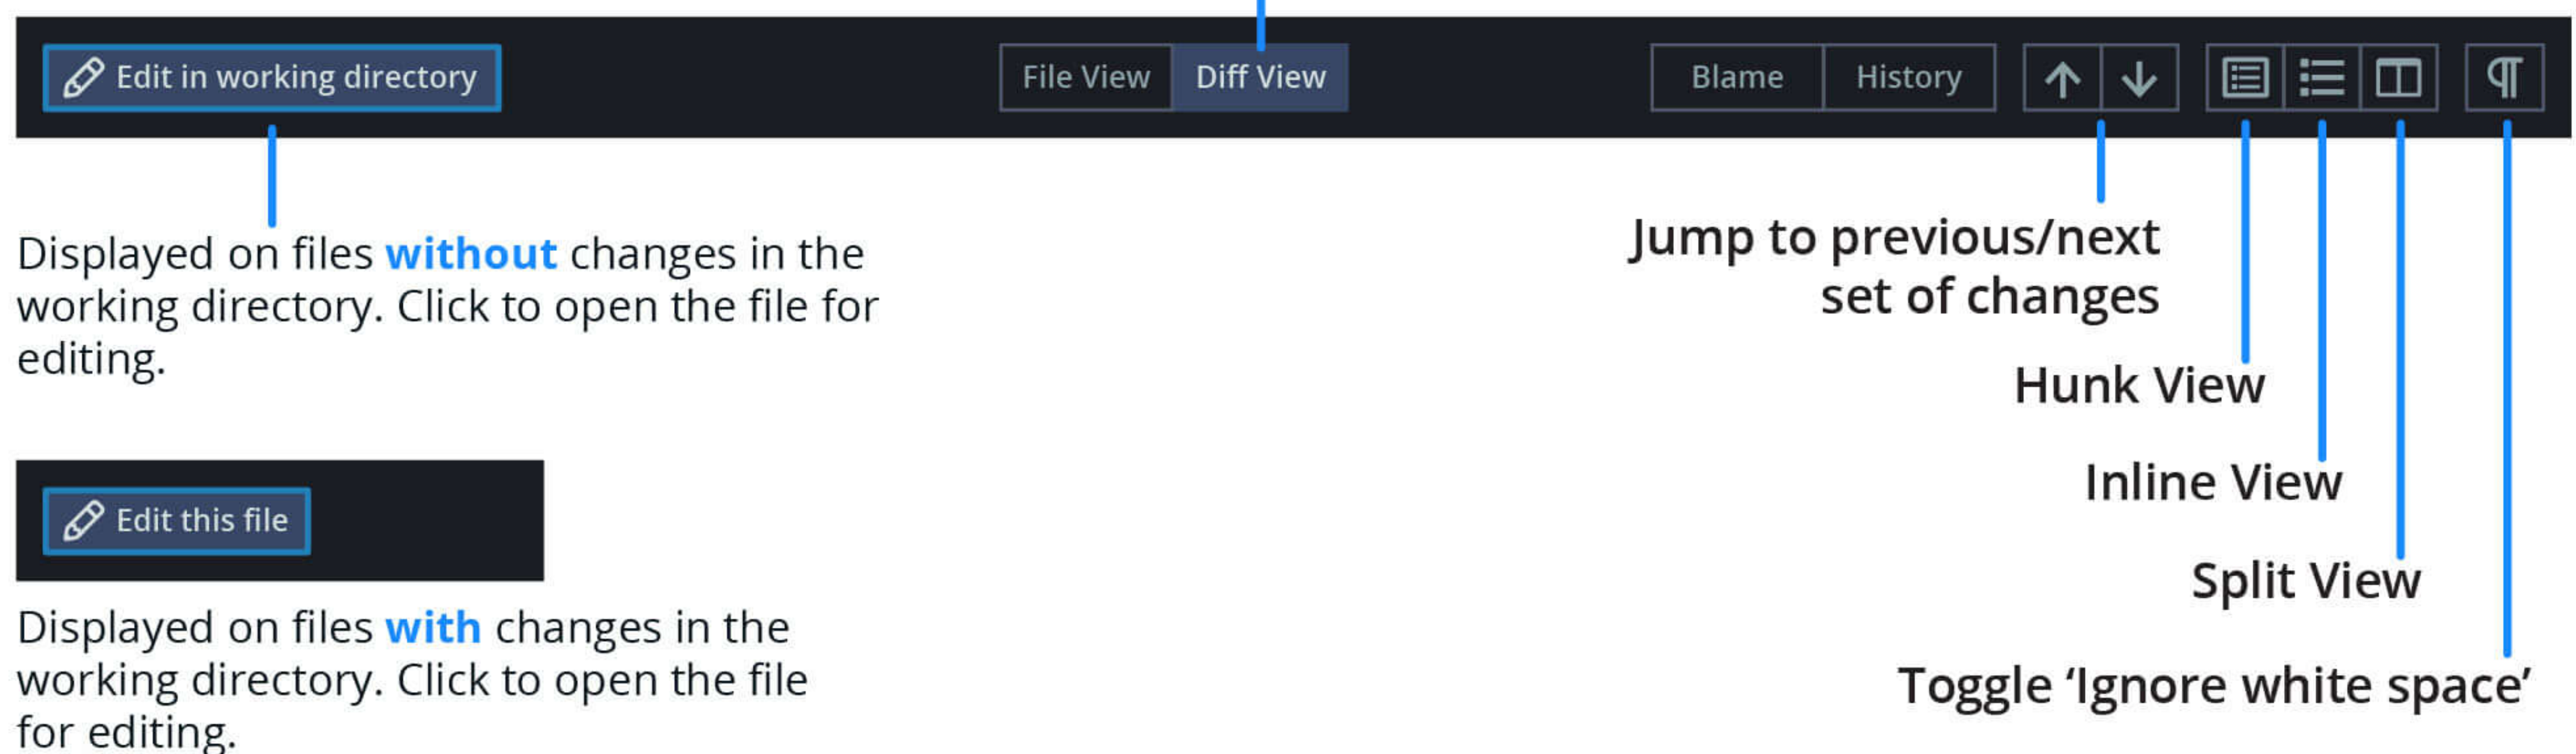 Edit in working directory
File View
Diff View
Blame
History
Displayed on files without changes in the
working directory. Click to open the file for
editing.
Jump to previous/next
set of changes
Hunk View
Inline View
Split View
Toggle ‘Ignore white space’
Edit this file
Displayed on files with changes in the
working directory. Click to open the file
for editing.